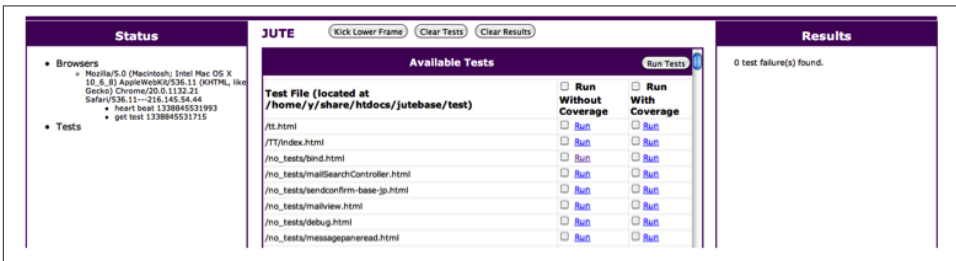 Status
• Browsers
Mozilla/5.0 (Macintosh; Intel Mac OS X
10_6_8) AppleWebKit/536.11 (KHTML, like
Gecko) Chrome/20.0.1132.21
Safari/536.11---216.145.54.44
• heart beat 1338845531993
• get test 1338845531715
• Tests
JUTE
Kick Lower Frame Clear Tests Clear Results
Available Tests Run Tests
Test File (located at
/home/y/share/htdocs/jutebase/test)
Run
Without
Coverage
Run
With
Coverage
/tt.html Run Run
/TT/index.html Run Run
/no_tests/bind.html Run Run
/no_tests/mailSearchController.html Run Run
/no_tests/sendconfirm-base-jp.html Run Run
/no_tests/mailview.html Run Run
/no_tests/debug.html Run Run
/no_tests/messagepaneread.html Run Run
Results
0 test failure(s) found.